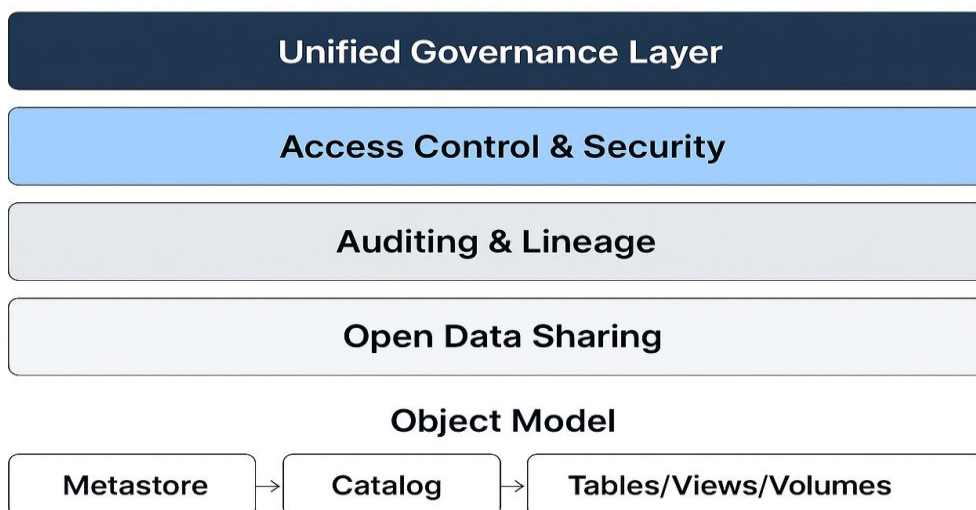 Unified Governance Layer
Access Control & Security
Auditing & Lineage
Open Data Sharing
Object Model
Metastore
Catalog
Tables/Views/Volumes